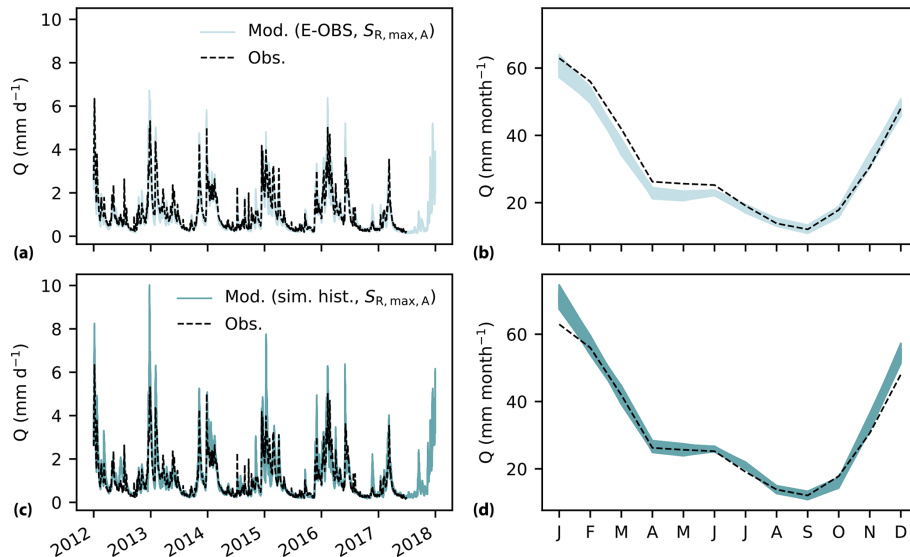 10
8
6
4
2
0
Q (mm d⁻¹)
Mod. (E-OBS, S_R,max,A)
Obs.
(a)
60
40
20
Q (mm month⁻¹)
(b)
10
8
6
4
2
0
Q (mm d⁻¹)
Mod. (sim. hist., S_R,max,A)
Obs.
(c)
2012 2013 2014 2015 2016 2017 2018
60
40
20
Q (mm month⁻¹)
(d)
J F M A M J J A S O N D